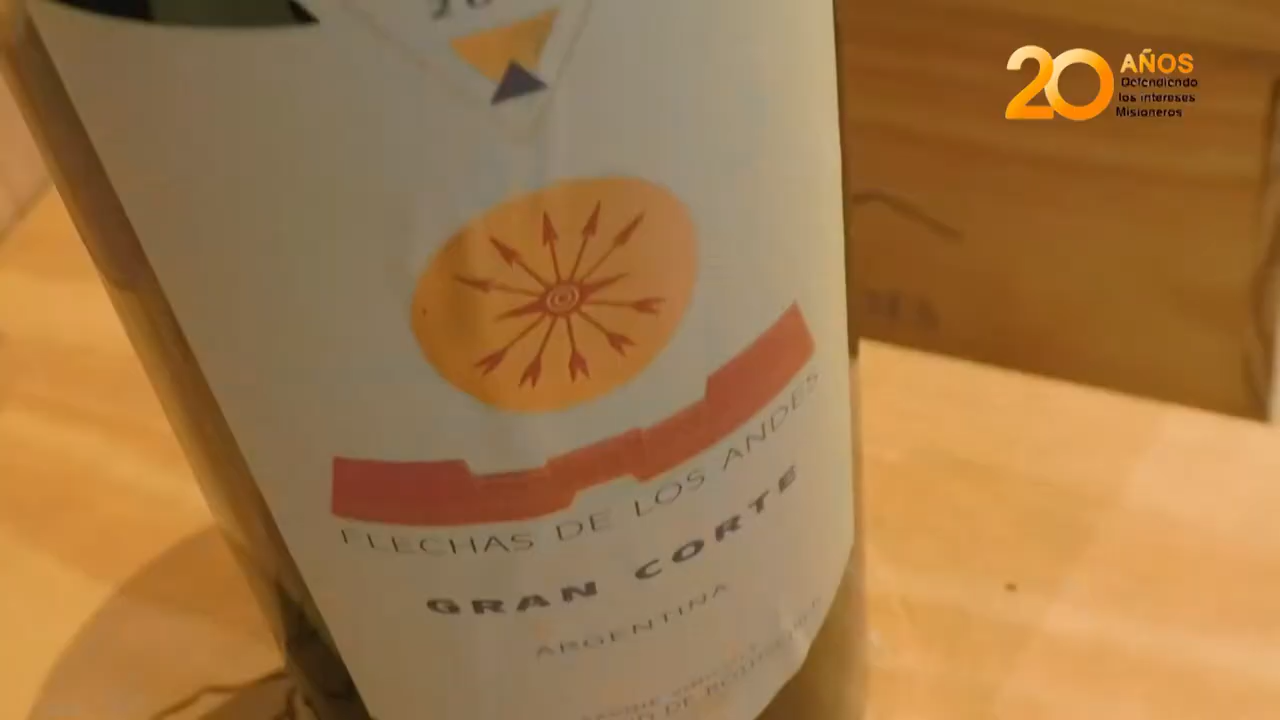 20 AÑOS
Defendiendo
los intereses
Misioneros
FLECHAS DE LOS ANDES
GRAN CORTE
ARGENTINA